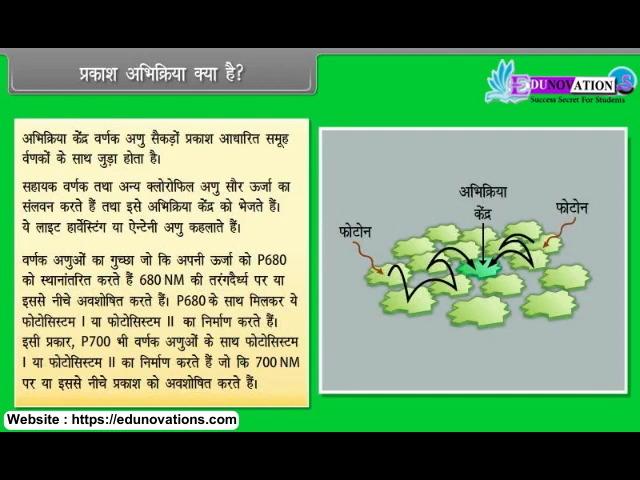 प्रकाश अभिक्रिया क्या है?
EDUNOVATIONS
Success Secret For Students
अभिक्रिया केंद्र वर्णक अणु सैकड़ों प्रकाश आधारित समूह
र्वणकों के साथ जुड़ा होता है।
सहायक वर्णक तथा अन्य क्लोरोफिल अणु सौर ऊर्जा का
संलवन करते हैं तथा इसे अभिक्रिया केंद्र को भेजते हैं।
ये लाइट हार्वेस्टिंग या ऐन्टेनी अणु कहलाते हैं।
वर्णक अणुओं का गुच्छा जो कि अपनी ऊर्जा को P680
को स्थानांतरित करते हैं 680 NM की तरंगदैर्ध्य पर या
इससे नीचे अवशोषित करते हैं। P680 के साथ मिलकर ये
फोटोसिस्टम I या फोटोसिस्टम II का निर्माण करते हैं।
इसी प्रकार, P700 भी वर्णक अणुओं के साथ फोटोसिस्टम
I या फोटोसिस्टम II का निर्माण करते हैं जो कि 700 NM
पर या इससे नीचे प्रकाश को अवशोषित करते हैं।
अभिक्रिया
केंद्र
फोटोन
फोटोन
Website : https://edunovations.com